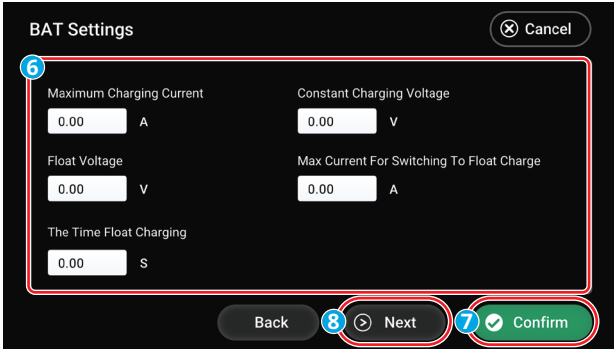 BAT Settings
Cancel
6
Maximum Charging Current
Constant Charging Voltage
0.00 A
0.00 V
Float Voltage
Max Current For Switching To Float Charge
0.00 V
0.00 A
The Time Float Charging
0.00 S
Back
8 Next
7 Confirm